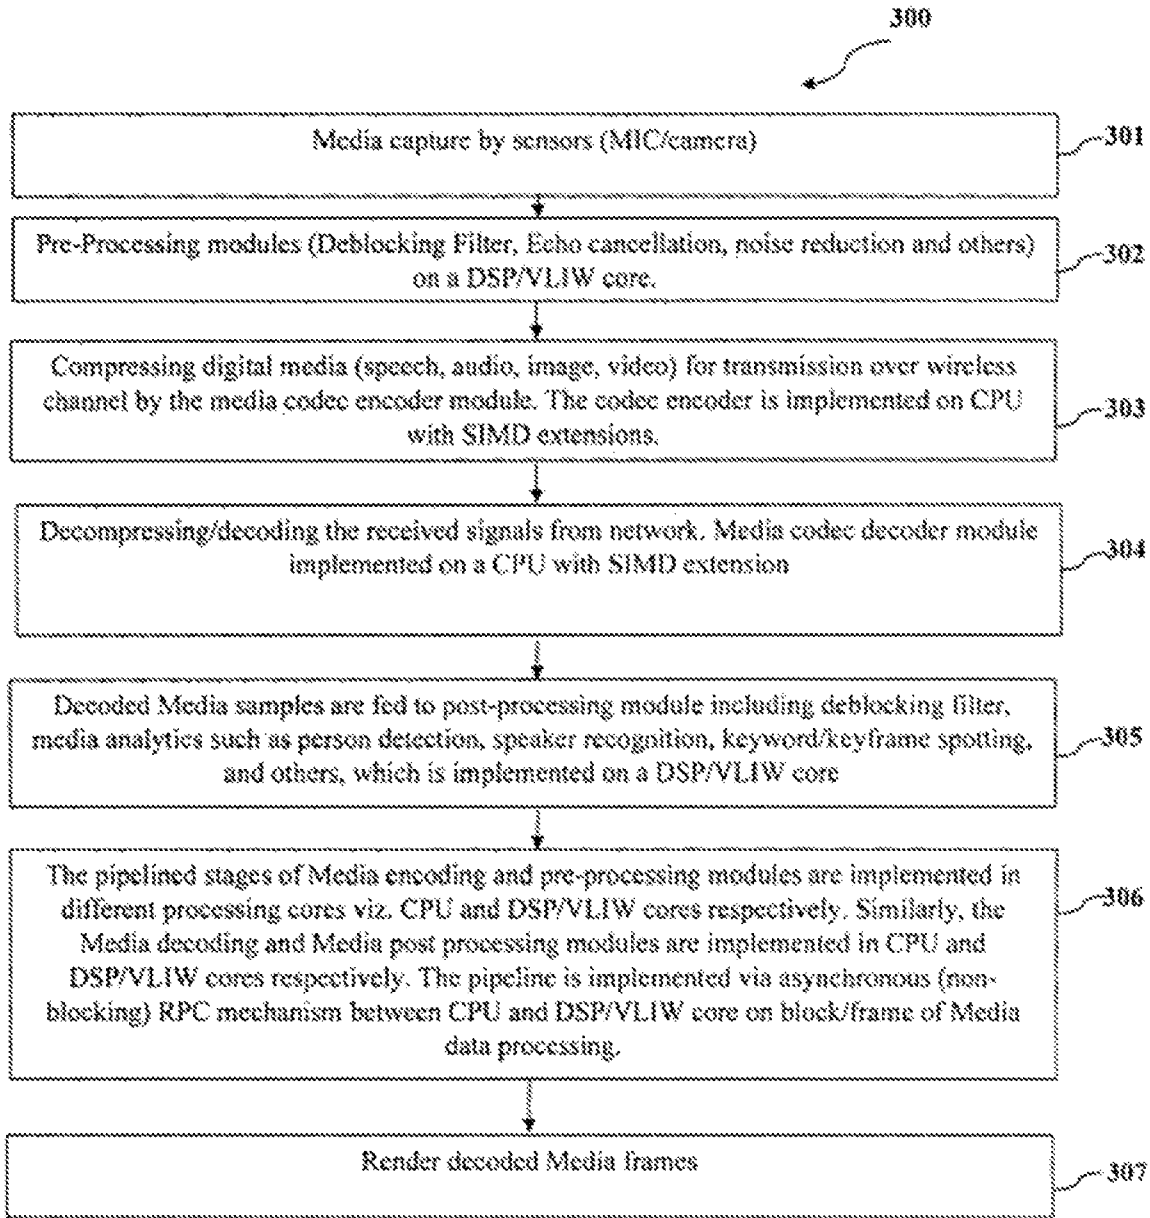 300
Media capture by sensors (MIC/camera)
301
Pre-Processing modules (Deblocking Filter, Echo cancellation, noise reduction and others)
on a DSP/VLIW core.
302
Compressing digital media (speech, audio, image, video) for transmission over wireless
channel by the media codec encoder module. The codec encoder is implemented on CPU
with SIMD extensions.
303
Decompressing/decoding the received signals from network. Media codec decoder module
implemented on a CPU with SIMD extension
304
Decoded Media samples are fed to post-processing module including deblocking filter,
media analytics such as person detection, speaker recognition, keyword/keyframe spotting,
and others, which is implemented on a DSP/VLIW core
305
The pipelined stages of Media encoding and pre-processing modules are implemented in
different processing cores viz. CPU and DSP/VLIW cores respectively. Similarly, the
Media decoding and Media post processing modules are implemented in CPU and
DSP/VLIW cores respectively. The pipeline is implemented via asynchronous (non-
blocking) RPC mechanism between CPU and DSP/VLIW core on block/frame of Media
data processing.
306
Render decoded Media frames
307